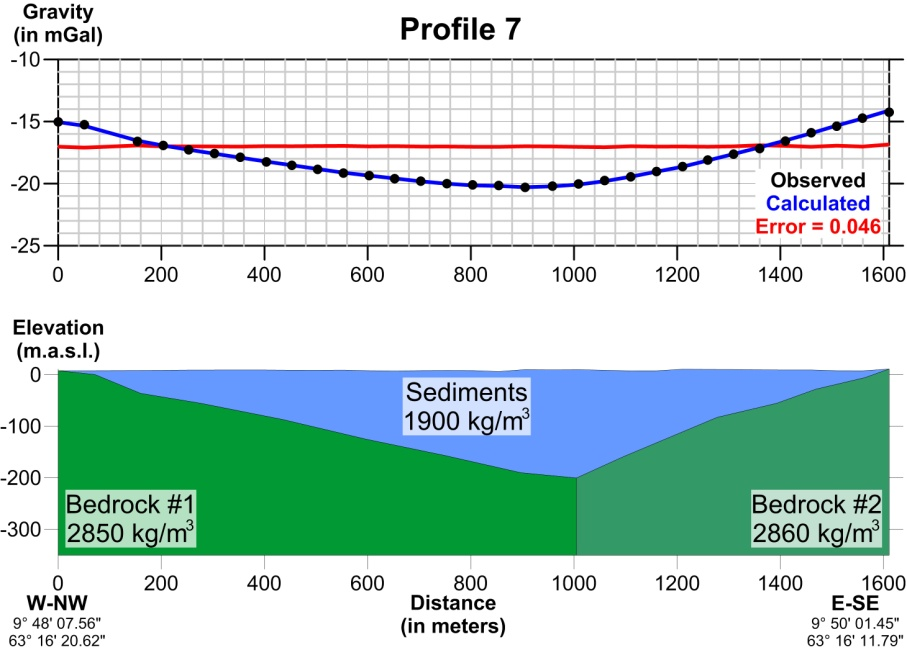 Gravity
(in mGal)
Profile 7
-10
-15
-20
-25
Observed
Calculated
Error = 0.046
0 200 400 600 800 1000 1200 1400 1600
Elevation
(m.a.s.l.)
0
-100
-200
-300
Sediments
1900 kg/m³
Bedrock #1
2850 kg/m³
Bedrock #2
2860 kg/m³
0 200 400 600 800 1000 1200 1400 1600
W-NW
9° 48' 07.56"
63° 16' 20.62"
Distance
(in meters)
E-SE
9° 50' 01.45"
63° 16' 11.79"